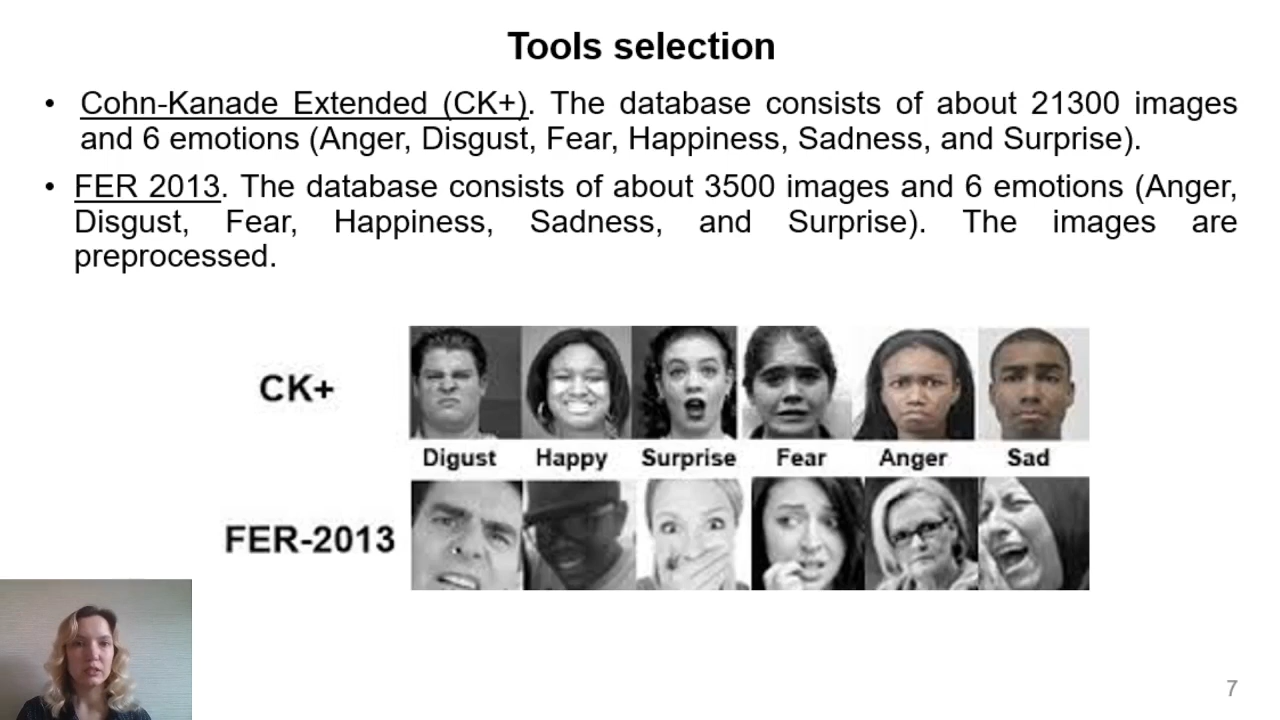 Tools selection
• Cohn-Kanade Extended (CK+). The database consists of about 21300 images
and 6 emotions (Anger, Disgust, Fear, Happiness, Sadness, and Surprise).
• FER 2013. The database consists of about 3500 images and 6 emotions (Anger,
Disgust, Fear, Happiness, Sadness, and Surprise). The images are
preprocessed.
CK+
Digust Happy Surprise Fear Anger Sad
FER-2013
7